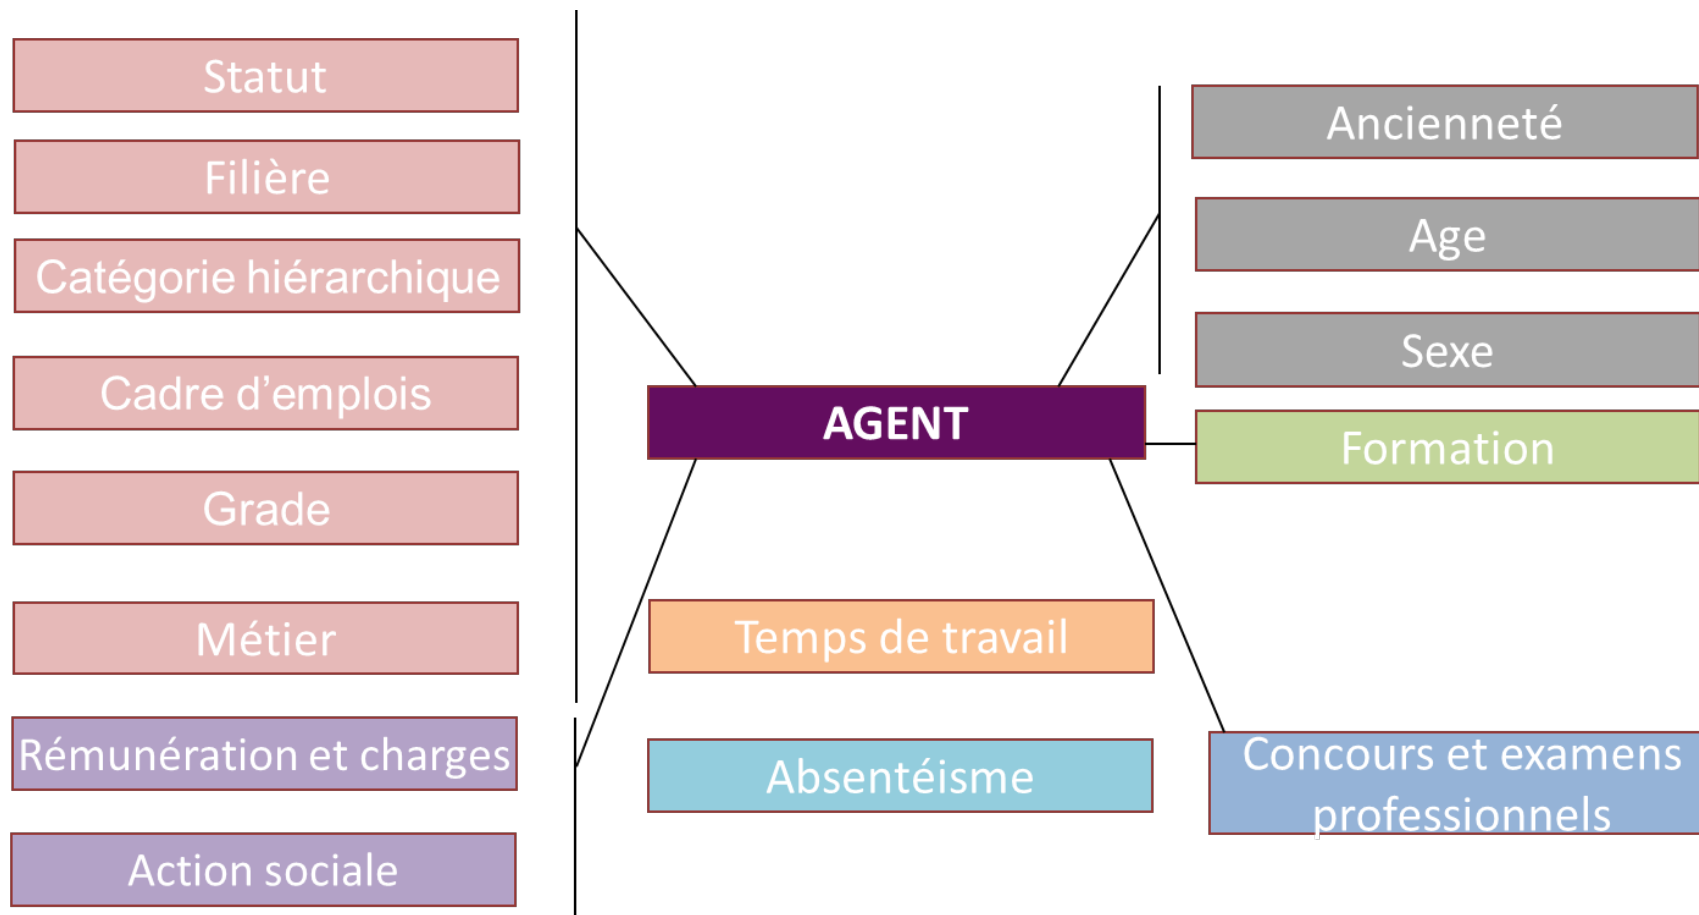 Statut
Filière
Catégorie hiérarchique
Cadre d’emplois
Grade
Métier
Rémunération et charges
Action sociale
AGENT
Temps de travail
Absentéisme
Ancienneté
Age
Sexe
Formation
Concours et examens
professionnels